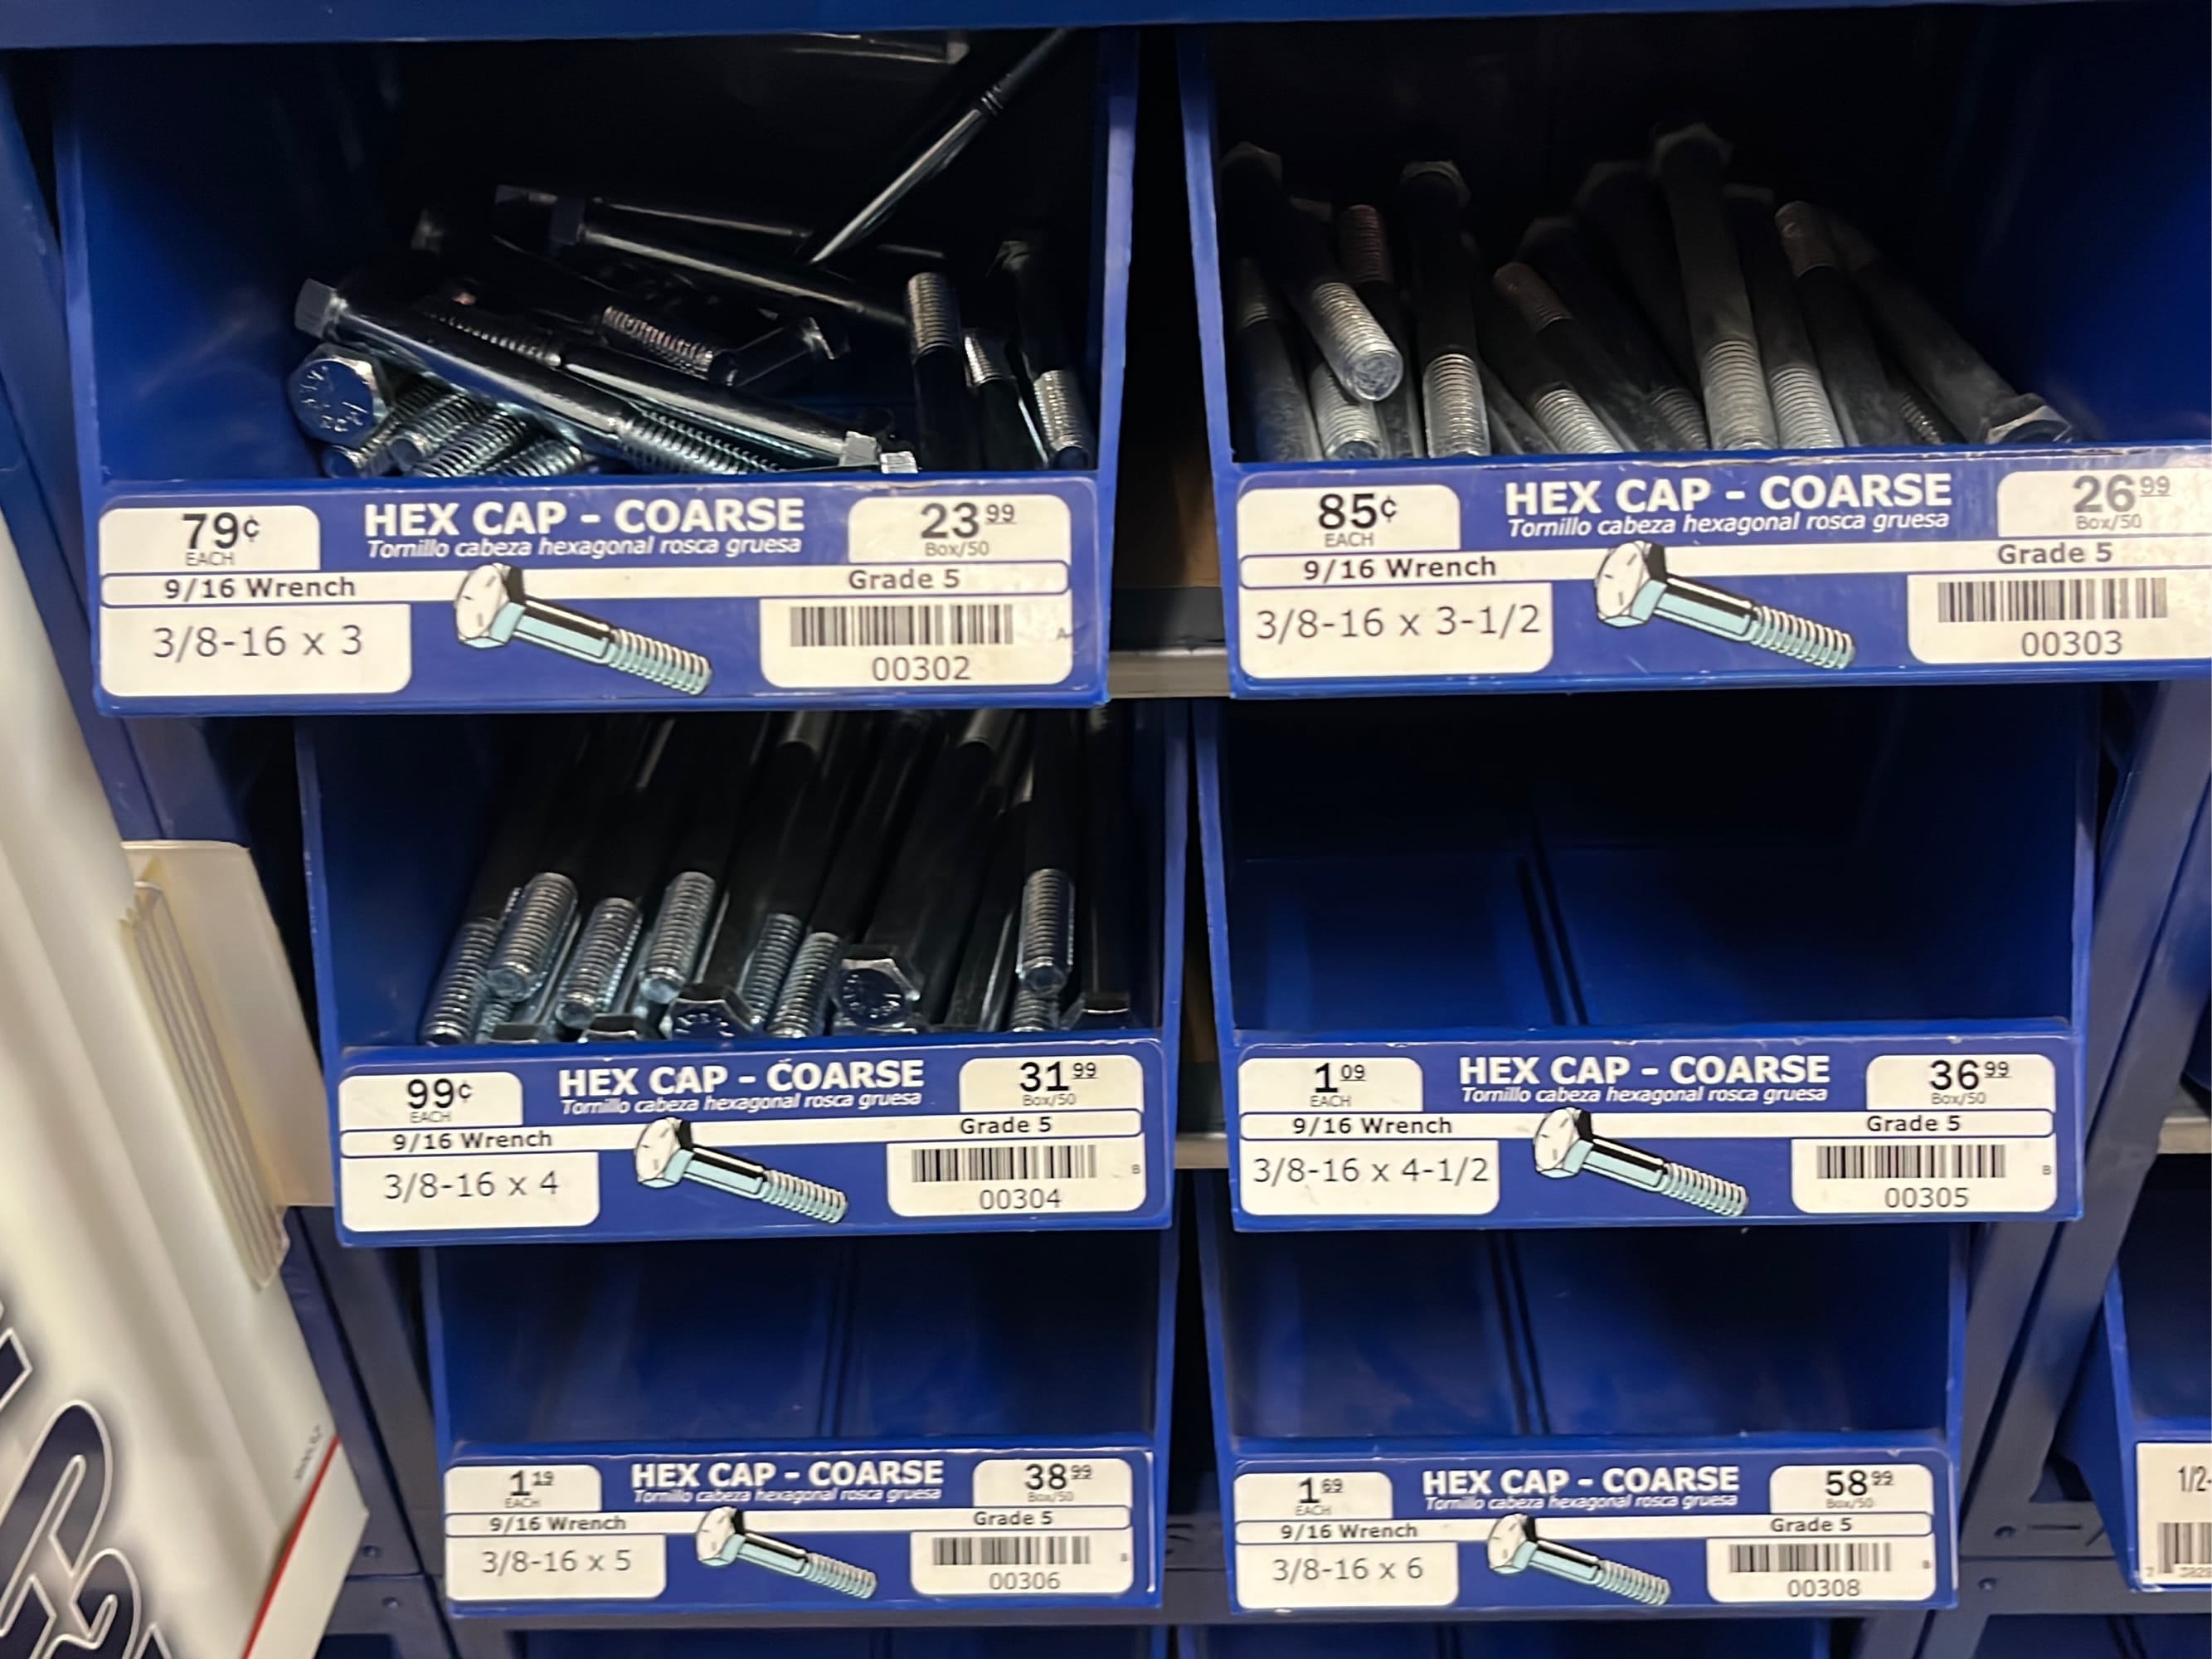 79¢
EACH
HEX CAP - COARSE
Tornillo cabeza hexagonal rosca gruesa
23.99
Box/50
9/16 Wrench
Grade 5
3/8-16 x 3
00302
A
85¢
EACH
HEX CAP - COARSE
Tornillo cabeza hexagonal rosca gruesa
26.99
Box/50
9/16 Wrench
Grade 5
3/8-16 x 3-1/2
00303
99¢
EACH
HEX CAP - COARSE
Tornillo cabeza hexagonal rosca gruesa
31.99
Box/50
9/16 Wrench
Grade 5
3/8-16 x 4
00304
B
1.09
EACH
HEX CAP - COARSE
Tornillo cabeza hexagonal rosca gruesa
36.99
Box/50
9/16 Wrench
Grade 5
3/8-16 x 4-1/2
00305
B
1.19
EACH
HEX CAP - COARSE
Tornillo cabeza hexagonal rosca gruesa
38.99
Box/50
9/16 Wrench
Grade 5
3/8-16 x 5
00306
B
1.69
EACH
HEX CAP - COARSE
Tornillo cabeza hexagonal rosca gruesa
58.99
Box/50
9/16 Wrench
Grade 5
3/8-16 x 6
00308
B
1/2-